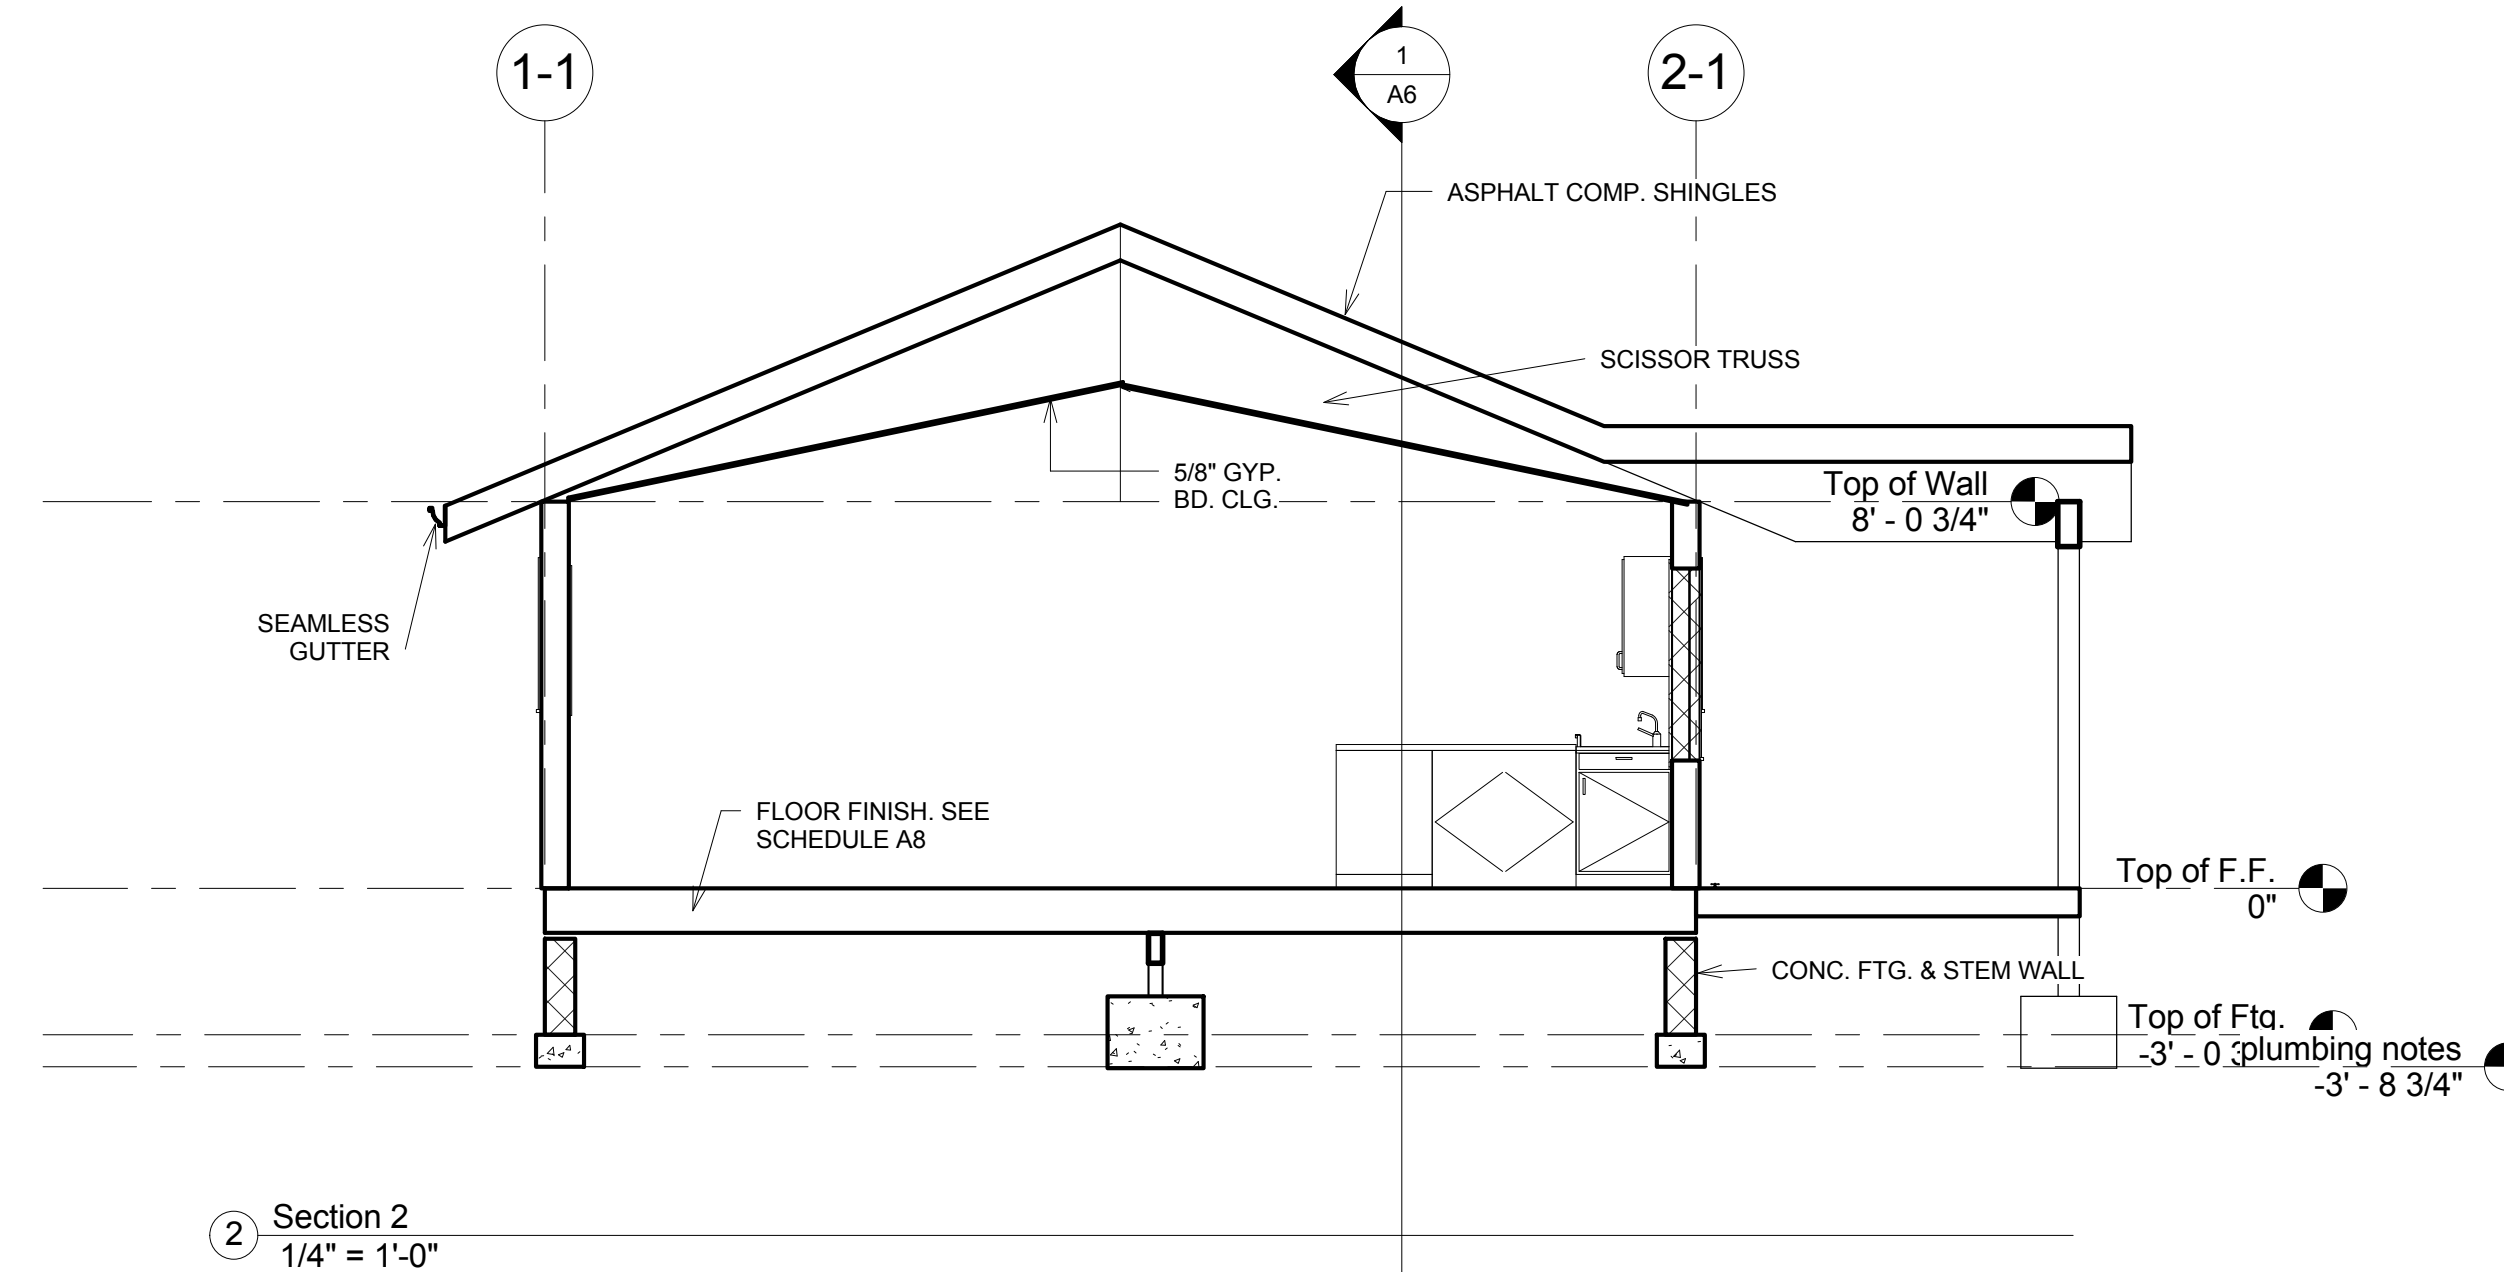 1-1
1
A6
2-1
ASPHALT COMP. SHINGLES
SCISSOR TRUSS
5/8" GYP.
BD. CLG.
Top of Wall
8' - 0 3/4"
SEAMLESS
GUTTER
FLOOR FINISH. SEE
SCHEDULE A8
Top of F.F.
0"
CONC. FTG. & STEM WALL
Top of Ftg.
-3' - 0
plumbing notes
-3' - 8 3/4"
2
Section 2
1/4" = 1'-0"